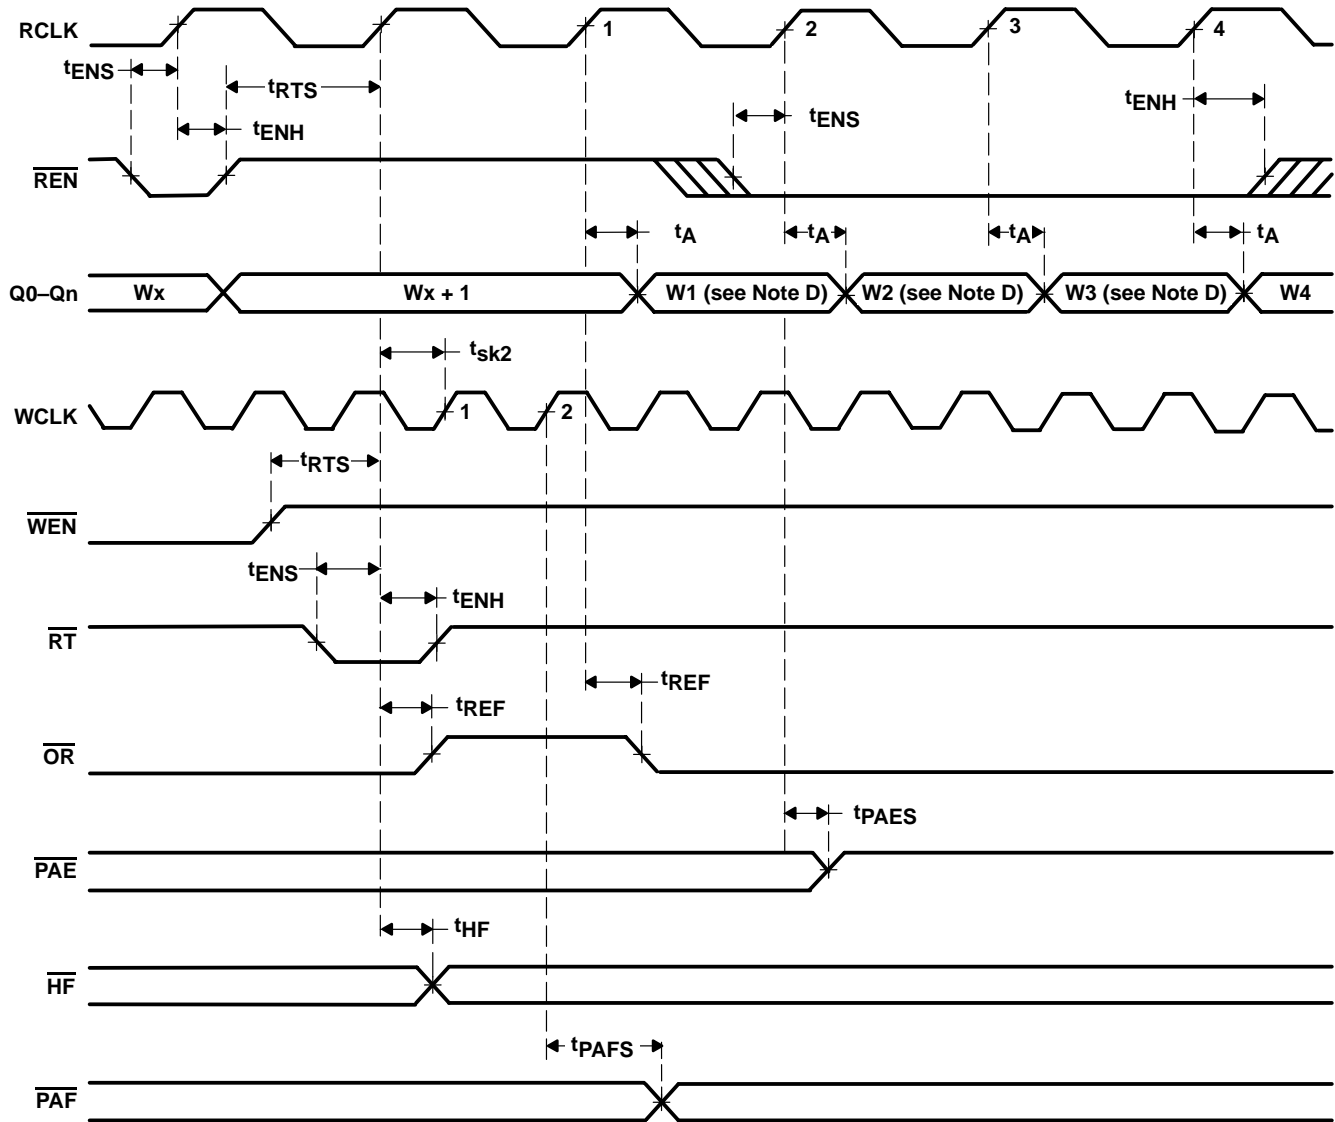 RCLK 1 2 3 4
tENS
tRTS
tENH
tENS
tENH
REN
tA tA tA tA
Q0–Qn Wx Wx + 1 W1 (see Note D) W2 (see Note D) W3 (see Note D) W4
tsk2
WCLK 1 2
tRTS
WEN
tENS
tENH
RT
tREF
tREF
OR
tPAES
PAE
tHF
HF
tPAFS
PAF